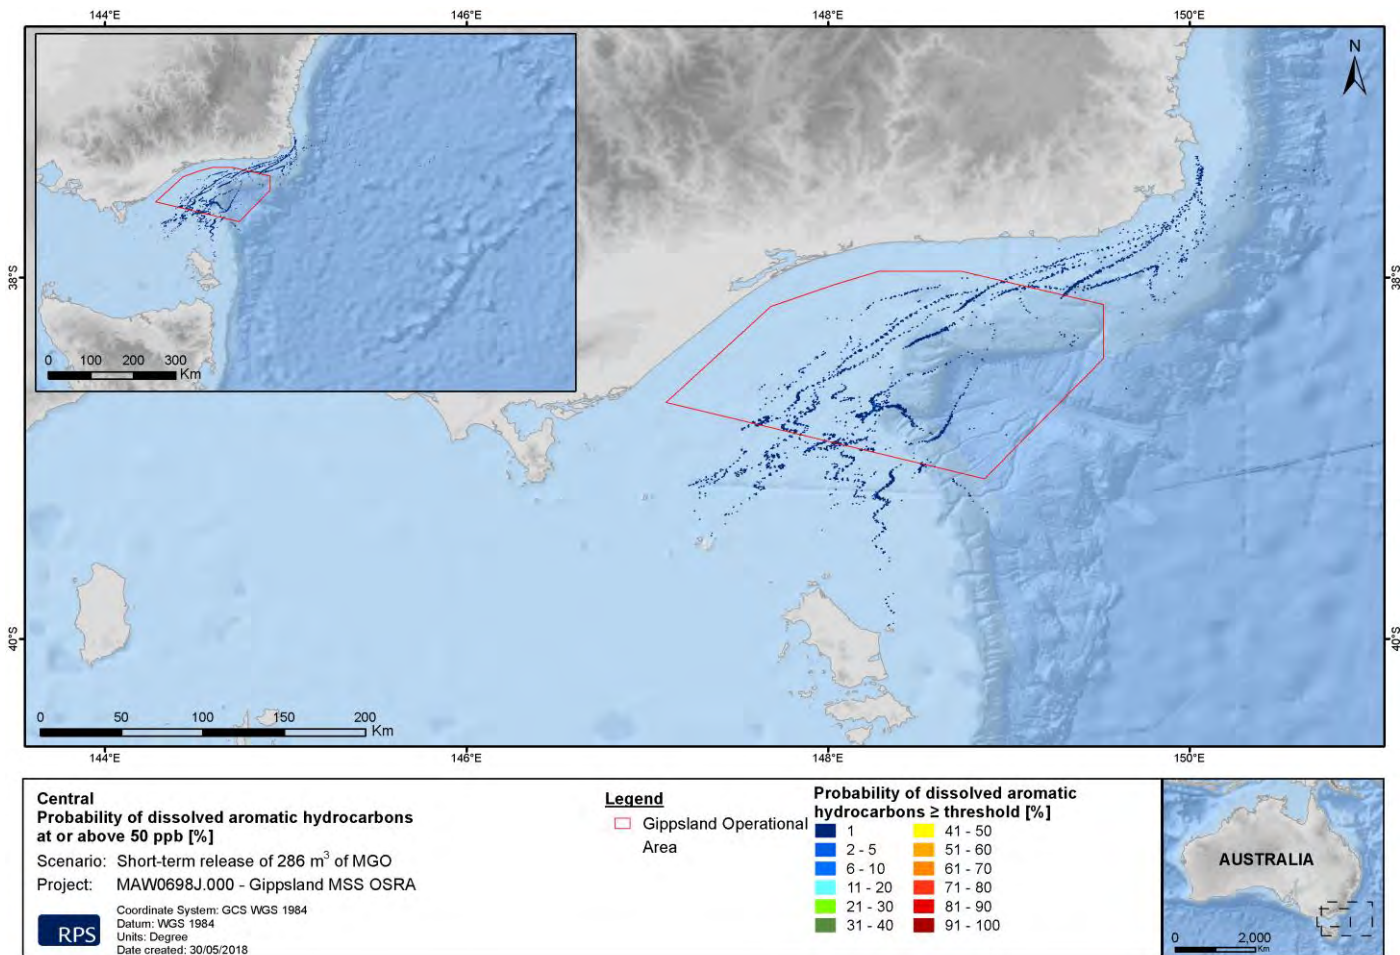 144°E 146°E 148°E 150°E
N
0 100 200 300
Km
38°S 38°S
40°S 40°S
0 50 100 150 200
Km
144°E 146°E 148°E 150°E
Central
Probability of dissolved aromatic hydrocarbons
at or above 50 ppb [%]
Scenario: Short-term release of 286 m³ of MGO
Project: MAW0698J.000 - Gippsland MSS OSRA
RPS
Coordinate System: GCS WGS 1984
Datum: WGS 1984
Units: Degree
Date created: 30/05/2018
Legend
Gippsland Operational
Area
Probability of dissolved aromatic
hydrocarbons ≥ threshold [%]
1 41 - 50
2 - 5 51 - 60
6 - 10 61 - 70
11 - 20 71 - 80
21 - 30 81 - 90
31 - 40 91 - 100
AUSTRALIA
0 2,000
Km